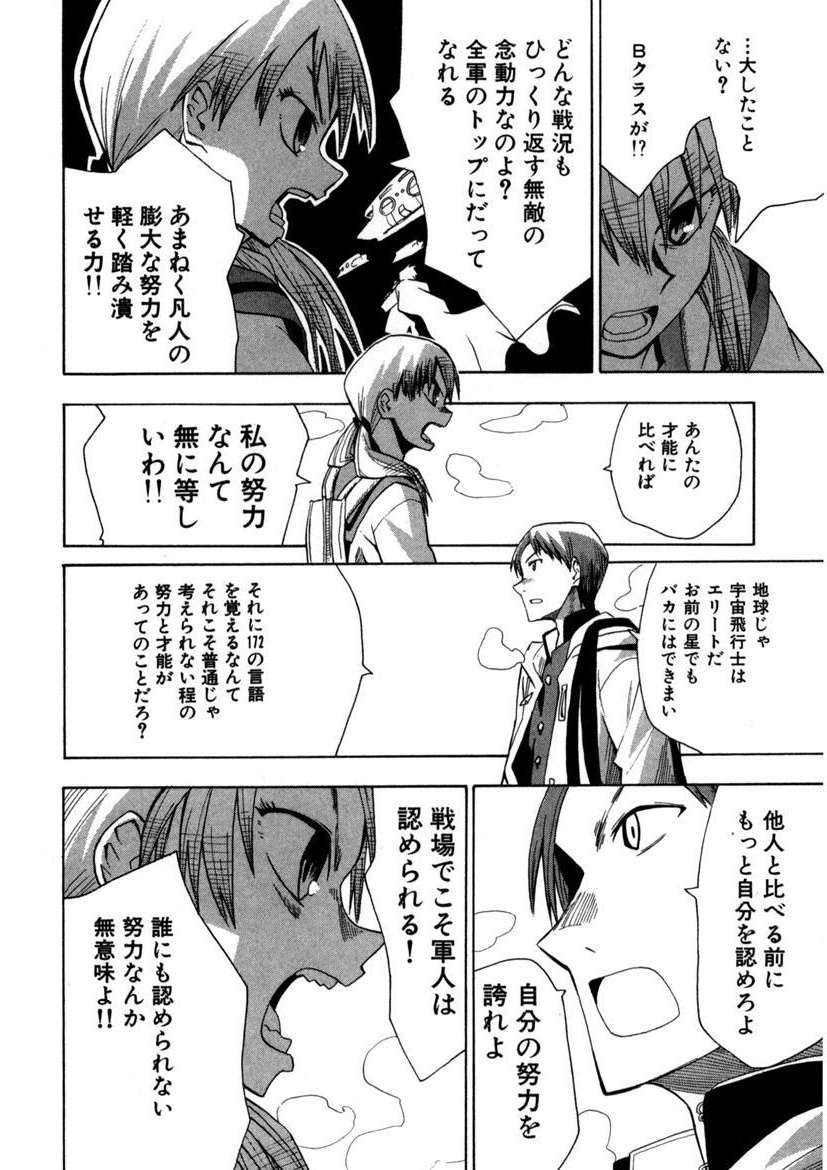 …大したこと
ない？
Bクラスが!?
どんな戦況も
ひっくり返す無敵の
念動力なのよ？
全軍のトップにだって
なれる
あまねく凡人の
膨大な努力を
軽く踏み潰
せる力!!
あんたの
才能に
比べれば
私の努力
なんて
無に等し
いわ!!
地球じゃ
宇宙飛行士は
エリートだ
お前の星でも
バカにはできまい
それに172の言語
を覚えるなんて
それこそ普通じゃ
考えられない程の
努力と才能が
あってのことだろ？
他人と比べる前に
もっと自分を認めろよ
自分の努力を
誇れよ
戦場でこそ軍人は
認められる！
誰にも認められない
努力なんか
無意味よ!!